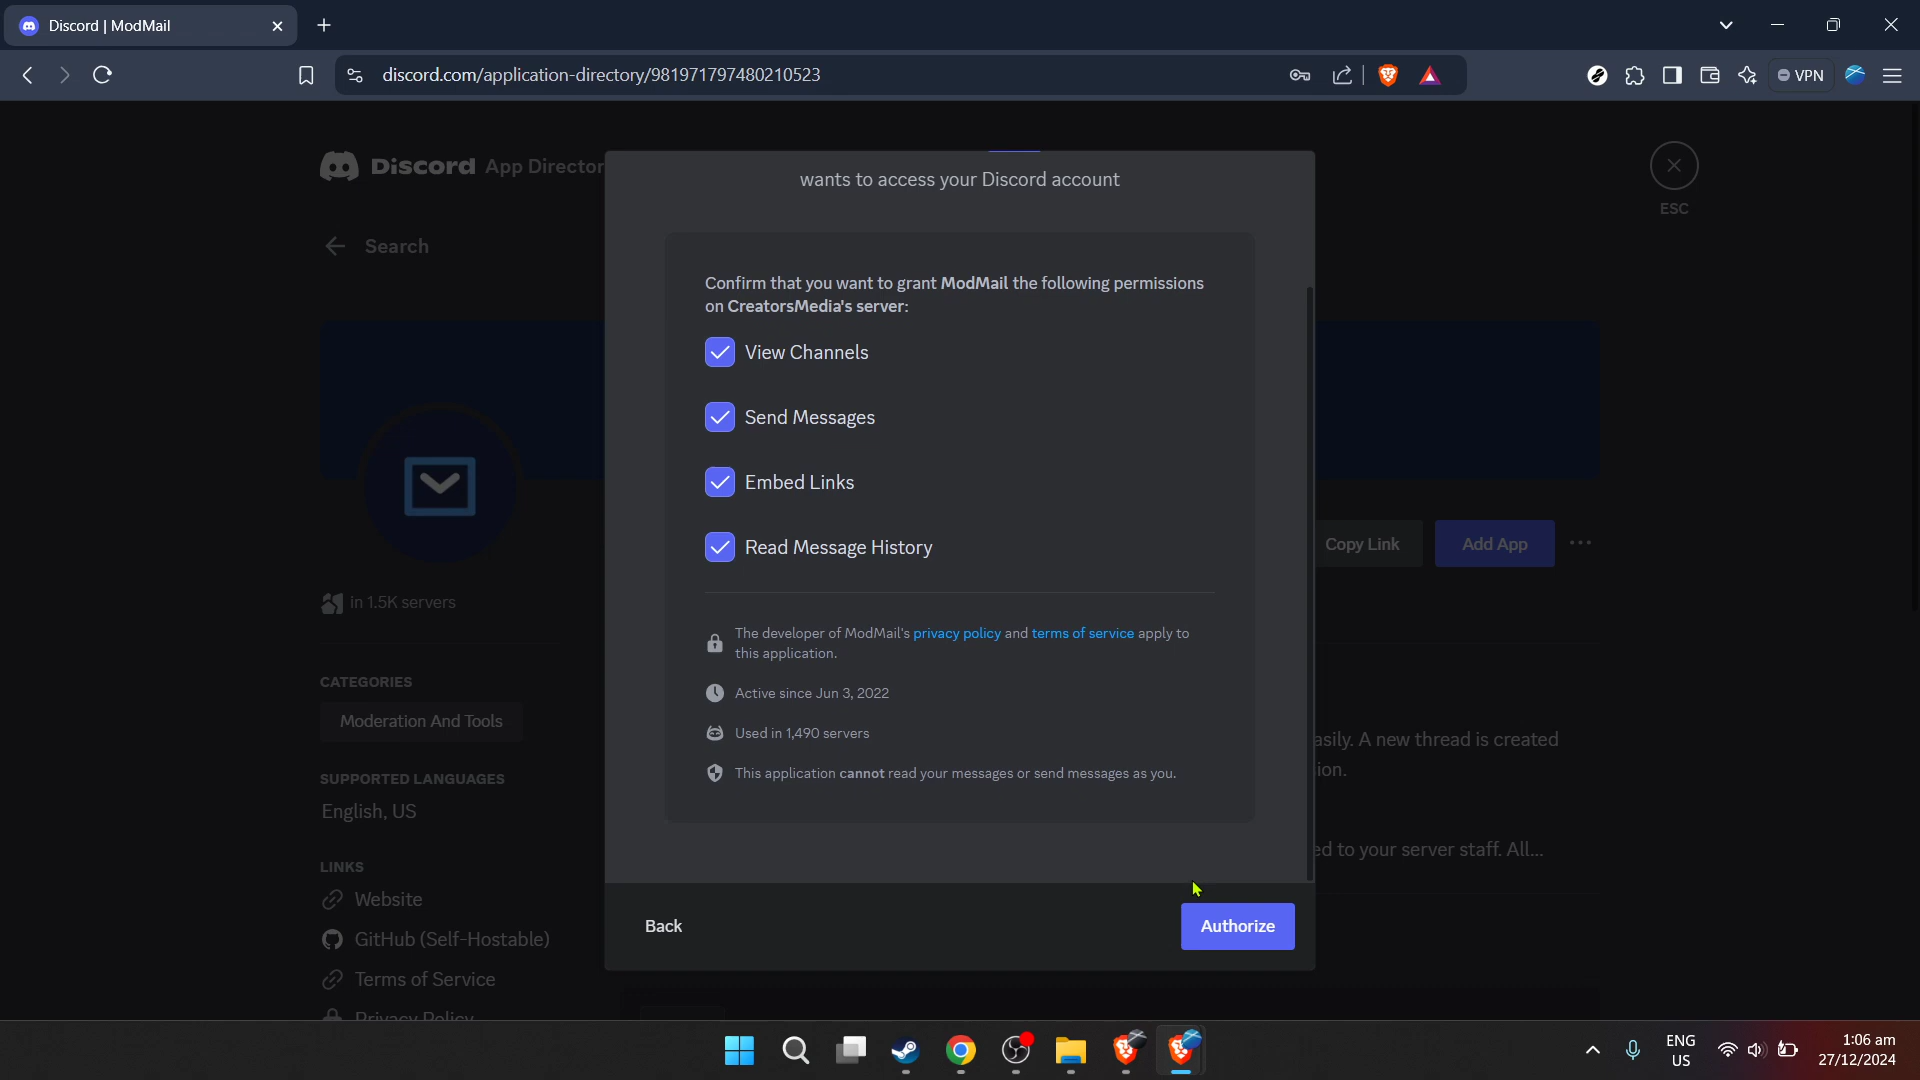 Discord | ModMail
discord.com/application-directory/981971797480210523
VPN
Discord App Director
wants to access your Discord account
ESC
Search
Confirm that you want to grant ModMail the following permissions
on CreatorsMedia's server:
View Channels
Send Messages
Embed Links
Read Message History
Copy Link
Add App
in 1.5K servers
The developer of ModMail's privacy policy and terms of service apply to
this application.
CATEGORIES
Moderation And Tools
Active since Jun 3, 2022
Used in 1,490 servers
asily. A new thread is created
ion.
This application cannot read your messages or send messages as you.
SUPPORTED LANGUAGES
English, US
ed to your server staff. All...
LINKS
Website
GitHub (Self-Hostable)
Terms of Service
Privacy Policy
Back
Authorize
ENG
US
1:06 am
27/12/2024